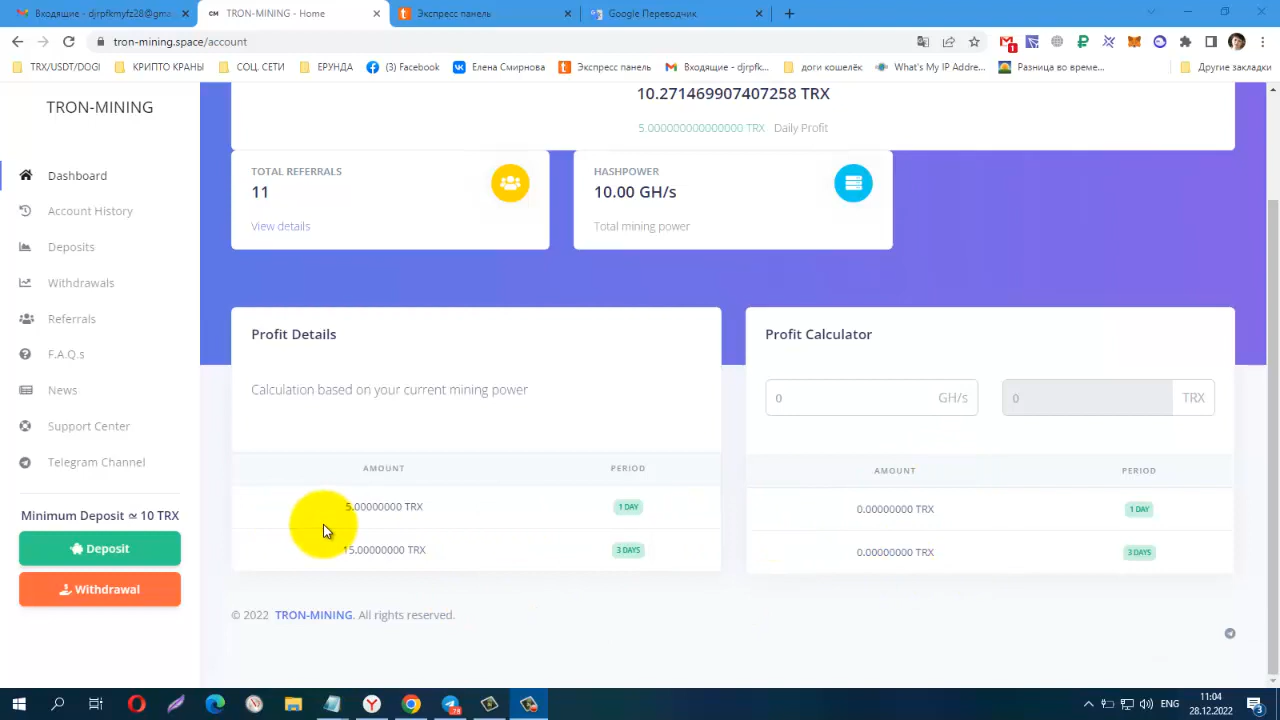 Входящие - djrpfkmyfz28@gma
TRON-MINING - Home
Экспресс панель
Google Переводчик
tron-mining.space/account
1
TRX/USDT/DOGI
КРИПТО КРАНЫ
СОЦ. СЕТИ
ЕРУНДА
(3) Facebook
Елена Смирнова
Экспресс панель
Входящие - djrpfk...
доги кошелёк
What's My IP Addre...
Разница во време...
Другие закладки
TRON-MINING
10.271469907407258 TRX
5.000000000000000 TRX Daily Profit
Dashboard
Account History
Deposits
Withdrawals
Referrals
F.A.Q.s
News
Support Center
Telegram Channel
Minimum Deposit ≃ 10 TRX
Deposit
Withdrawal
TOTAL REFERRALS
11
View details
HASHPOWER
10.00 GH/s
Total mining power
Profit Details
Calculation based on your current mining power
AMOUNT PERIOD
5.00000000 TRX 1 DAY
15.00000000 TRX 3 DAYS
Profit Calculator
0 GH/s 0 TRX
AMOUNT PERIOD
0.00000000 TRX 1 DAY
0.00000000 TRX 3 DAYS
© 2022 TRON-MINING. All rights reserved.
ENG
11:04
28.12.2022
3